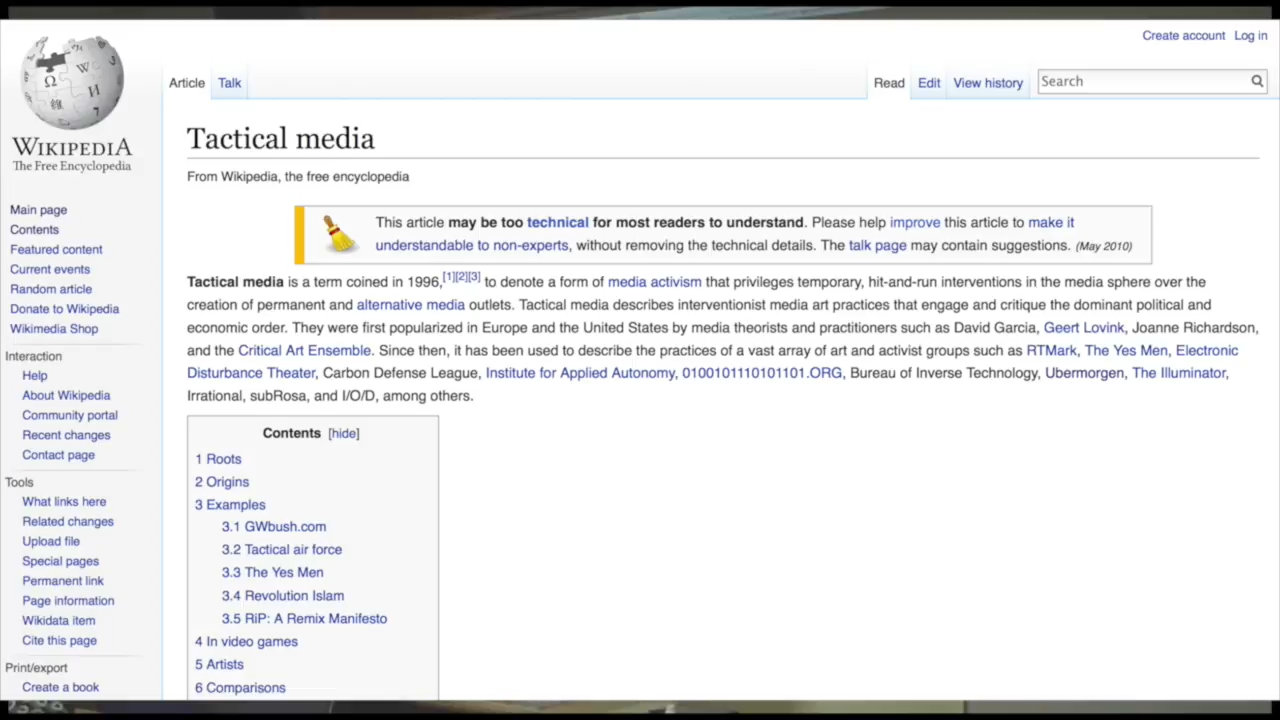 Create account Log in
Article Talk Read Edit View history Search
WIKIPEDIA
The Free Encyclopedia
Main page
Contents
Featured content
Current events
Random article
Donate to Wikipedia
Wikimedia Shop
Interaction
Help
About Wikipedia
Community portal
Recent changes
Contact page
Tools
What links here
Related changes
Upload file
Special pages
Permanent link
Page information
Wikidata item
Cite this page
Print/export
Create a book
Tactical media
From Wikipedia, the free encyclopedia
This article may be too technical for most readers to understand. Please help improve this article to make it
understandable to non-experts, without removing the technical details. The talk page may contain suggestions. (May 2010)
Tactical media is a term coined in 1996,[1][2][3] to denote a form of media activism that privileges temporary, hit-and-run interventions in the media sphere over the
creation of permanent and alternative media outlets. Tactical media describes interventionist media art practices that engage and critique the dominant political and
economic order. They were first popularized in Europe and the United States by media theorists and practitioners such as David Garcia, Geert Lovink, Joanne Richardson,
and the Critical Art Ensemble. Since then, it has been used to describe the practices of a vast array of art and activist groups such as RTMark, The Yes Men, Electronic
Disturbance Theater, Carbon Defense League, Institute for Applied Autonomy, 0100101110101101.ORG, Bureau of Inverse Technology, Ubermorgen, The Illuminator,
Irrational, subRosa, and I/O/D, among others.
Contents [hide]
1 Roots
2 Origins
3 Examples
3.1 GWbush.com
3.2 Tactical air force
3.3 The Yes Men
3.4 Revolution Islam
3.5 RiP: A Remix Manifesto
4 In video games
5 Artists
6 Comparisons